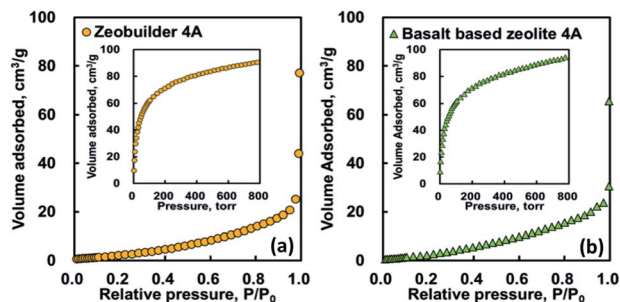 100
80
60
40
20
0
Volume adsorbed, cm³/g
Zeobuilder 4A
100
80
60
40
20
0
Volume adsorbed, cm³/g
0 200 400 600 800
Pressure, torr
(a)
0.0 0.2 0.4 0.6 0.8 1.0
Relative pressure, P/P₀
100
80
60
40
20
0
Volume Adsorbed, cm³/g
Basalt based zeolite 4A
100
80
60
40
20
0
Volume Adsorbed, cm³/g
0 200 400 600 800
Pressure, torr
(b)
0.0 0.2 0.4 0.6 0.8 1.0
Relative pressure, P/P₀